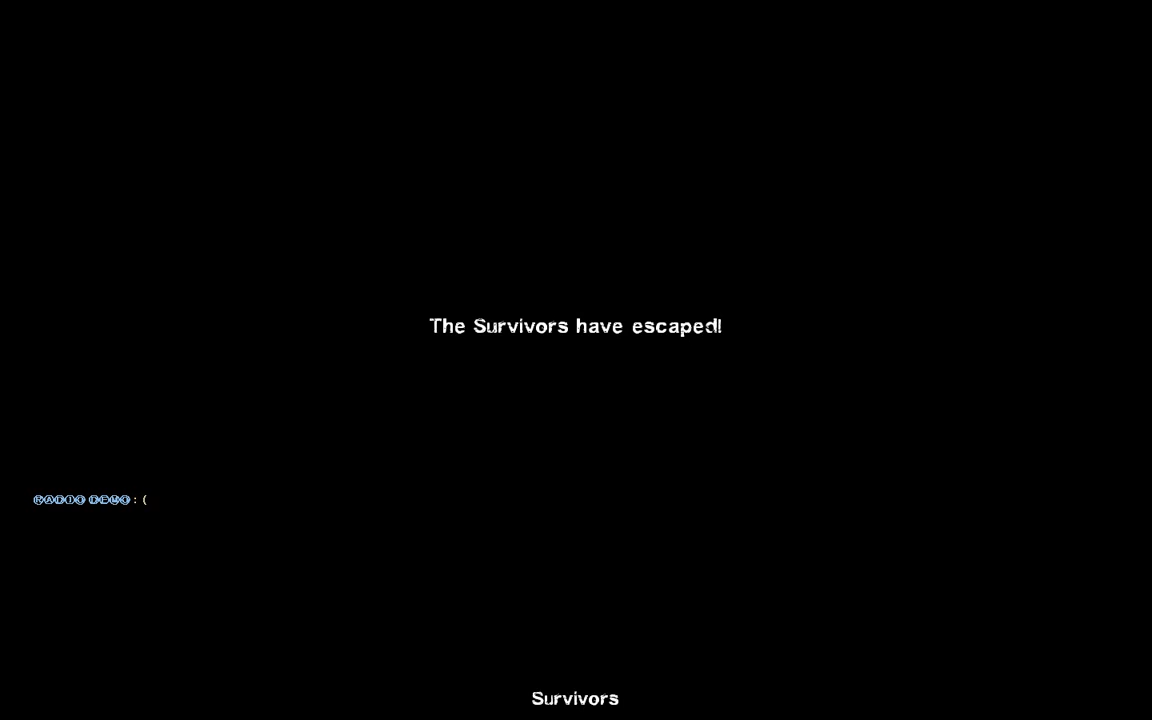 The Survivors have escaped!
ⓇⒶⒹⒾⓄ ⒹⒺⓂⓄ: (
Survivors